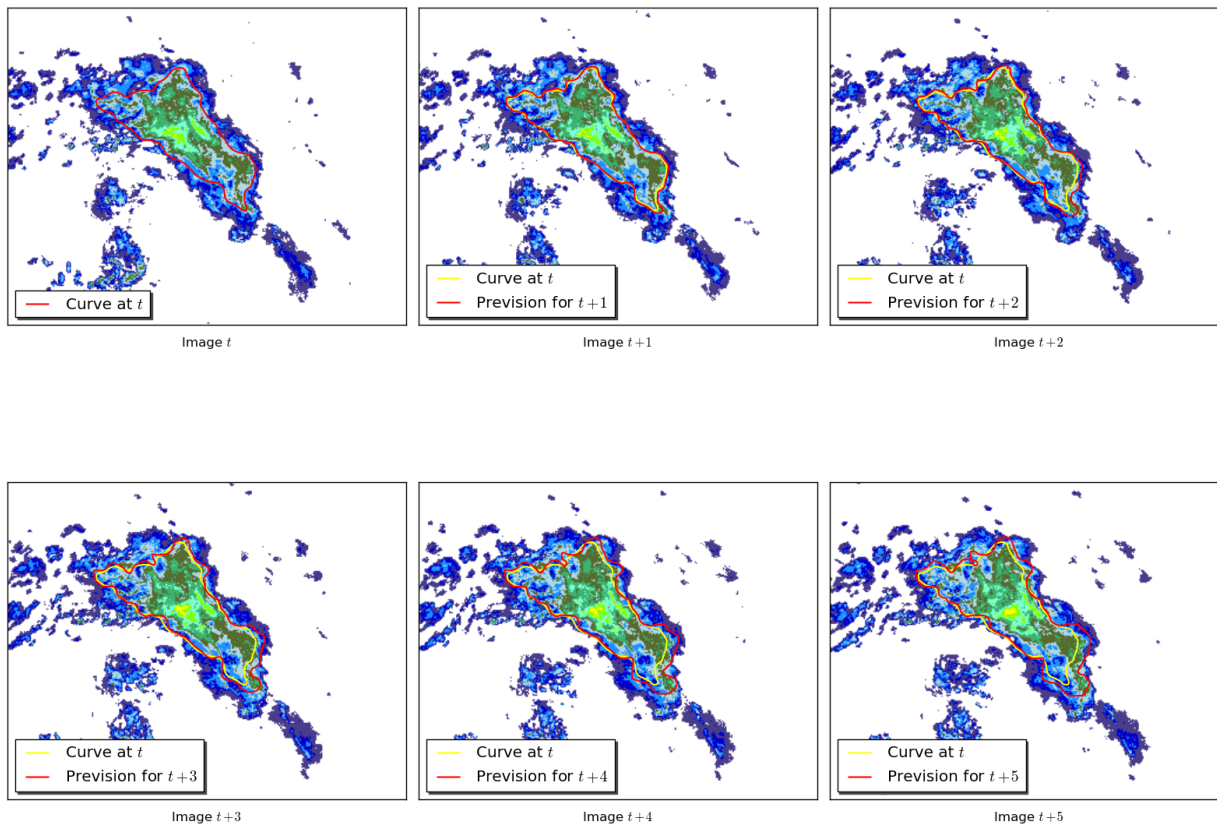 Curve at t
Image t
Curve at t
Prevision for t+1
Image t+1
Curve at t
Prevision for t+2
Image t+2
Curve at t
Prevision for t+3
Image t+3
Curve at t
Prevision for t+4
Image t+4
Curve at t
Prevision for t+5
Image t+5